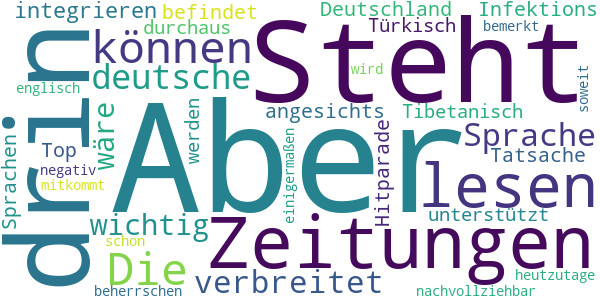 integrieren
befindet
Deutschland
Infektions
durchaus
Türkisch
bemerkt
drin
können
Steht
deutsche
wird
englisch
soweit
Aber
angesichts
Tibetanisch
wäre
werden
Hitparade
Sprache
Sprachen
Top
Tatsache
negativ
mitkommt
einigermaßen
lesen
wichtig
Zeitungen
unterstützt
schon
Die
verbreitet
heutzutage
beherrschen
nachvollziehbar